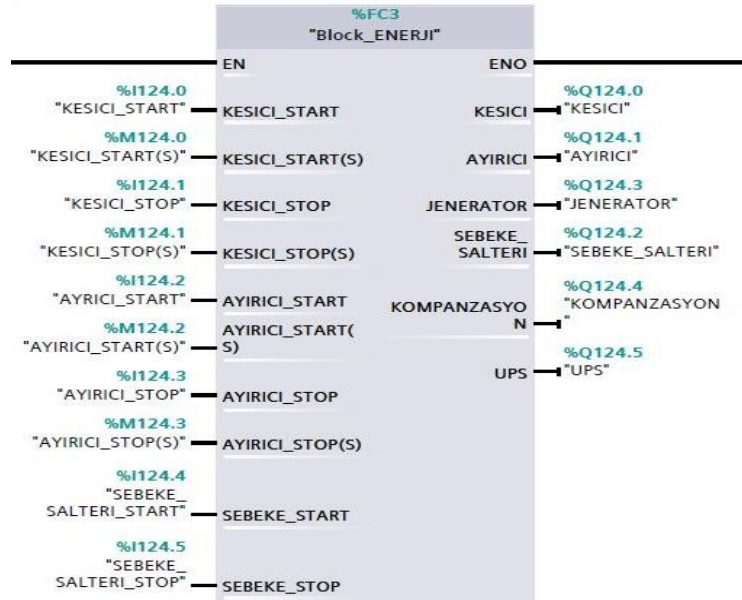 %FC3
"Block_ENERJI"
EN
ENO
%I124.0
"KESICI_START"
KESICI_START
%M124.0
"KESICI_START(S)"
KESICI_START(S)
%I124.1
"KESICI_STOP"
KESICI_STOP
%M124.1
"KESICI_STOP(S)"
KESICI_STOP(S)
%I124.2
"AYRICI_START"
AYIRICI_START
%M124.2
"AYIRICI_START(S)"
AYIRICI_START(
S)
%I124.3
"AYIRICI_STOP"
AYIRICI_STOP
%M124.3
"AYIRICI_STOP(S)"
AYIRICI_STOP(S)
%I124.4
"SEBEKE_
SALTERI_START"
SEBEKE_START
%I124.5
"SEBEKE_
SALTERI_STOP"
SEBEKE_STOP
KESICI
%Q124.0
"KESICI"
AYIRICI
%Q124.1
"AYIRICI"
JENERATOR
%Q124.3
"JENERATOR"
SEBEKE_
SALTERI
%Q124.2
"SEBEKE_SALTERI"
KOMPANZASYO
N
%Q124.4
"KOMPANZASYON
"
UPS
%Q124.5
"UPS"